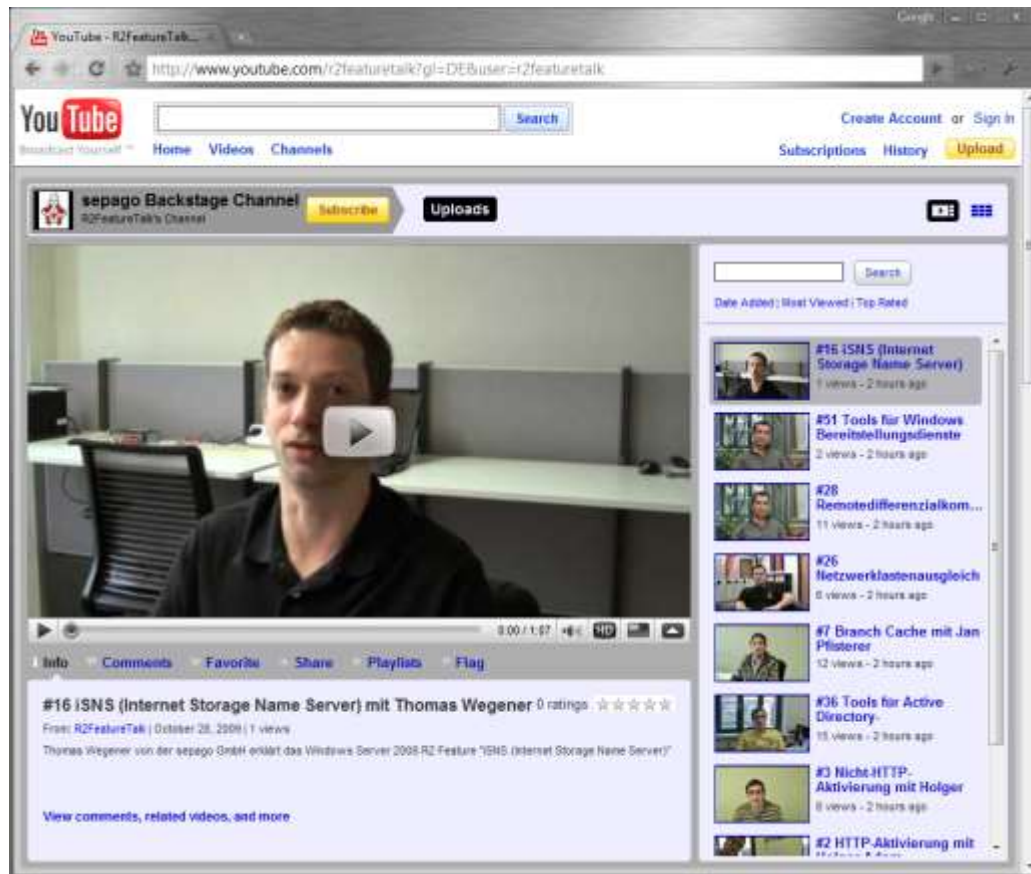 Google
YouTube - R2FeatureTalk...
http://www.youtube.com/r2featuretalk?gl=DE&user=r2featuretalk
You Tube
Broadcast Yourself ™
Search
Create Account or Sign In
Home Videos Channels
Subscriptions History Upload
sepago Backstage Channel
R2FeatureTalk's Channel
Subscribe
Uploads
Search
Date Added | Most Viewed | Top Rated
#16 iSNS (Internet
Storage Name Server)
1 views - 2 hours ago
#51 Tools für Windows
Bereitstellungsdienste
2 views - 2 hours ago
#28
Remotedifferenzialkom...
11 views - 2 hours ago
#26
Netzwerklastenausgleich
6 views - 2 hours ago
#7 Branch Cache mit Jan
Pfisterer
12 views - 2 hours ago
#36 Tools für Active
Directory-
15 views - 2 hours ago
#3 Nicht-HTTP-
Aktivierung mit Holger
8 views - 2 hours ago
#2 HTTP-Aktivierung mit
0:00 / 1:07 HD
Info Comments Favorite Share Playlists Flag
#16 iSNS (Internet Storage Name Server) mit Thomas Wegener 0 ratings
From: R2FeatureTalk | October 28, 2009 | 1 views
Thomas Wegener von der sepago GmbH erklärt das Windows Server 2008 R2 Feature "iSNS (Internet Storage Name Server)"
View comments, related videos, and more